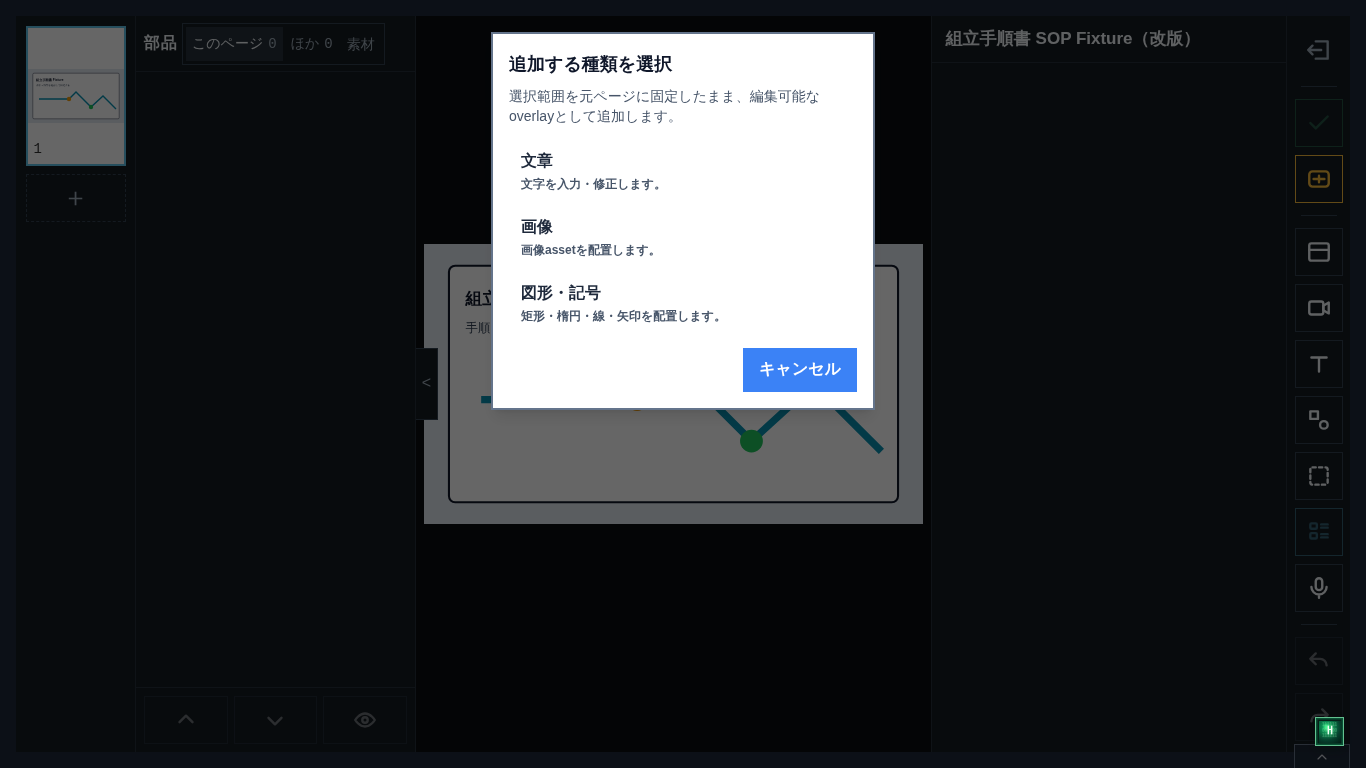 部品
このページ 0
ほか 0
素材
組立手順書 SOP Fixture（改版）
1
追加する種類を選択
選択範囲を元ページに固定したまま、編集可能な
overlayとして追加します。
文章
文字を入力・修正します。
画像
画像assetを配置します。
図形・記号
矩形・楕円・線・矢印を配置します。
キャンセル
組立
手順
<
H